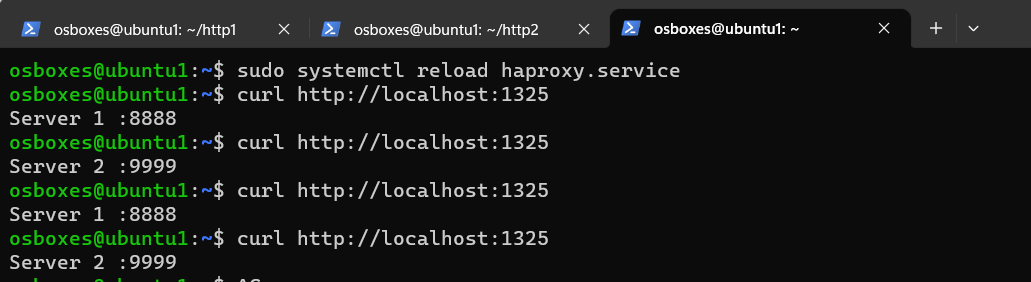 osboxes@ubuntu1: ~/http1
osboxes@ubuntu1: ~/http2
osboxes@ubuntu1: ~
osboxes@ubuntu1:~$ sudo systemctl reload haproxy.service
osboxes@ubuntu1:~$ curl http://localhost:1325
Server 1 :8888
osboxes@ubuntu1:~$ curl http://localhost:1325
Server 2 :9999
osboxes@ubuntu1:~$ curl http://localhost:1325
Server 1 :8888
osboxes@ubuntu1:~$ curl http://localhost:1325
Server 2 :9999